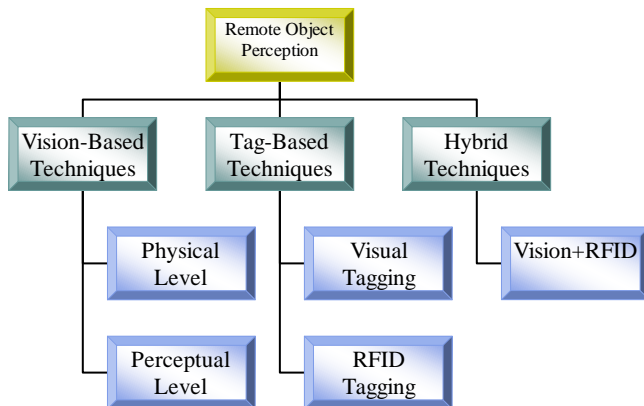 Remote Object
Perception
Vision-Based
Techniques
Tag-Based
Techniques
Hybrid
Techniques
Physical
Level
Visual
Tagging
Vision+RFID
Perceptual
Level
RFID
Tagging